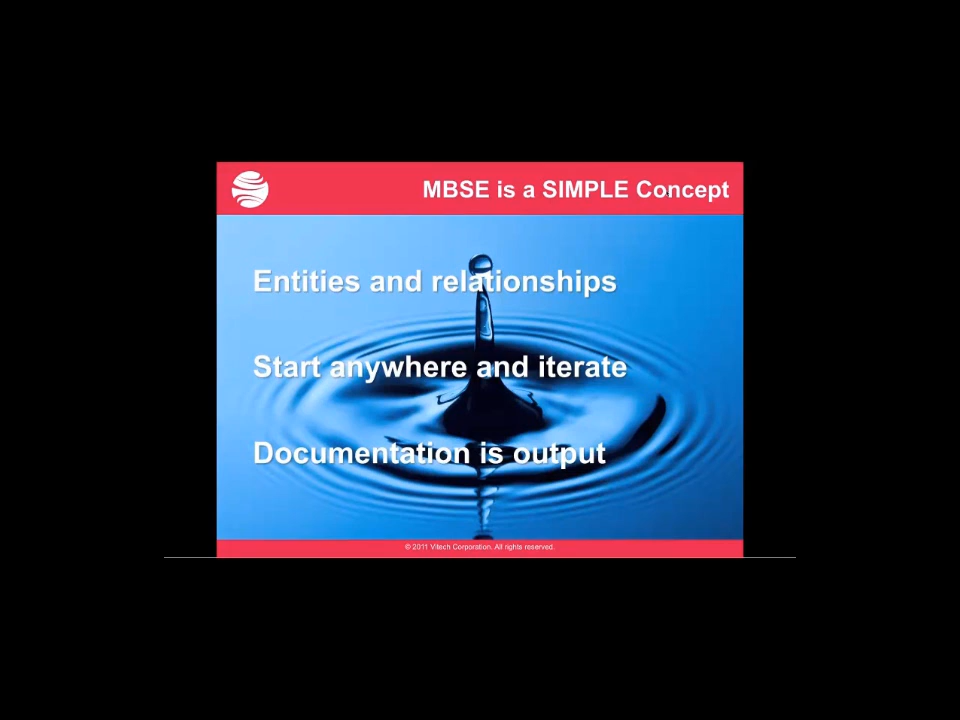 MBSE is a SIMPLE Concept
Entities and relationships
Start anywhere and iterate
Documentation is output
© 2011 Vitech Corporation. All rights reserved.